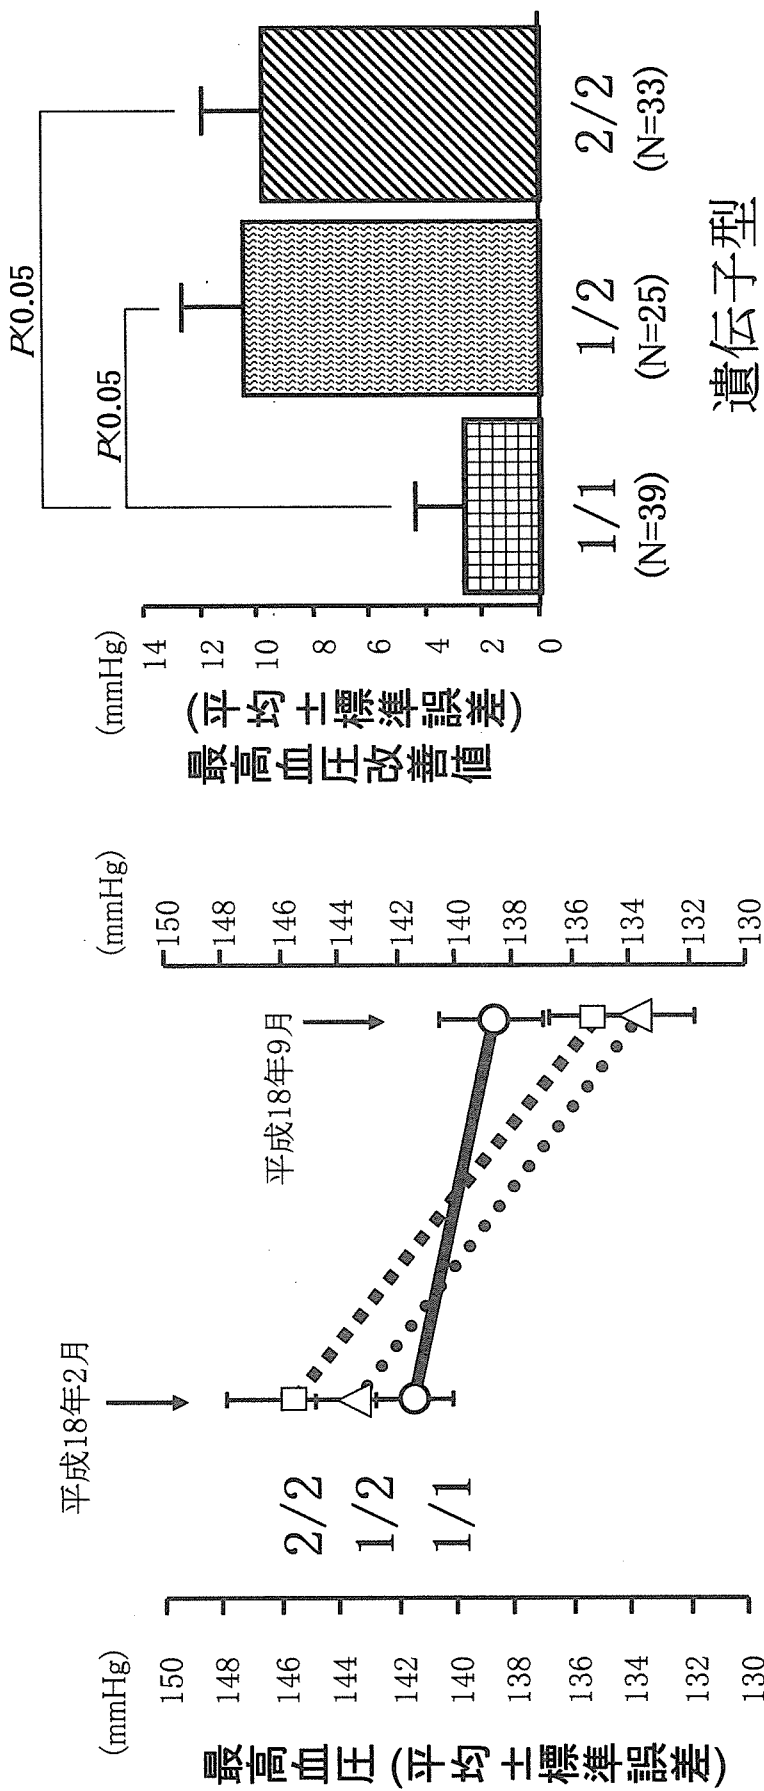 最高血圧 (平均 ± 標準誤差)
(mmHg)
150
148
146
144
142
140
138
136
134
132
130
平成18年2月
2/2
1/2
1/1
平成18年9月
(mmHg)
150
148
146
144
142
140
138
136
134
132
130
最高血圧改善値
(平均 ± 標準誤差)
(mmHg)
14
12
10
8
6
4
2
0
P<0.05
P<0.05
1/1
(N=39)
1/2
(N=25)
2/2
(N=33)
遺伝子型